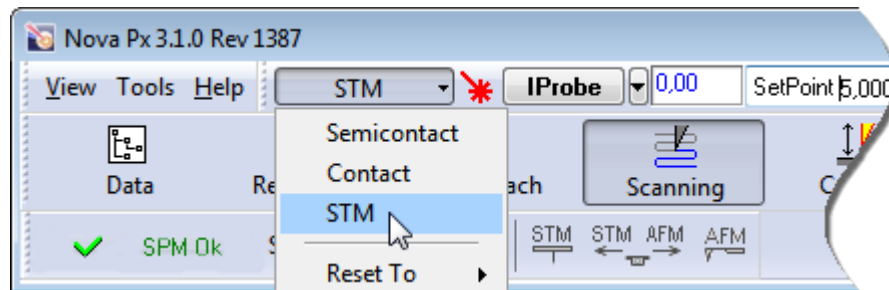 Nova Px 3.1.0 Rev 1387
View Tools Help STM IProbe 0,00 SetPoint 5,000
Semicontact
Contact
STM
Reset To
Data
Scanning
SPM Ok
STM STM AFM AFM